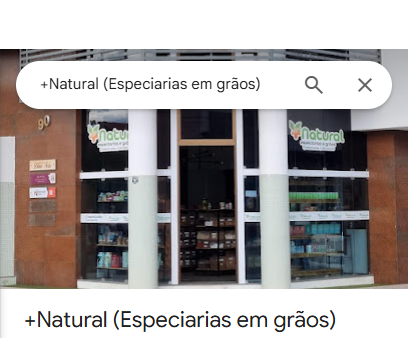 +Natural (Especiarias em grãos)
90
natural
especiarias e grãos
natural
especiarias e grãos
+Natural (Especiarias em grãos)